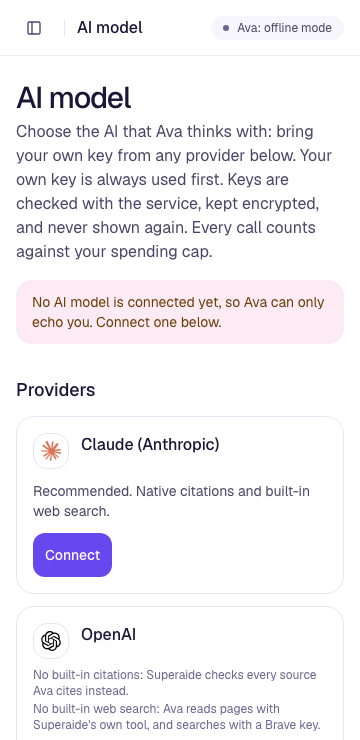 AI model
Ava: offline mode
AI model
Choose the AI that Ava thinks with: bring
your own key from any provider below. Your
own key is always used first. Keys are
checked with the service, kept encrypted,
and never shown again. Every call counts
against your spending cap.
No AI model is connected yet, so Ava can only
echo you. Connect one below.
Providers
Claude (Anthropic)
Recommended. Native citations and built-in
web search.
Connect
OpenAI
No built-in citations: Superaide checks every source
Ava cites instead.
No built-in web search: Ava reads pages with
Superaide's own tool, and searches with a Brave key.